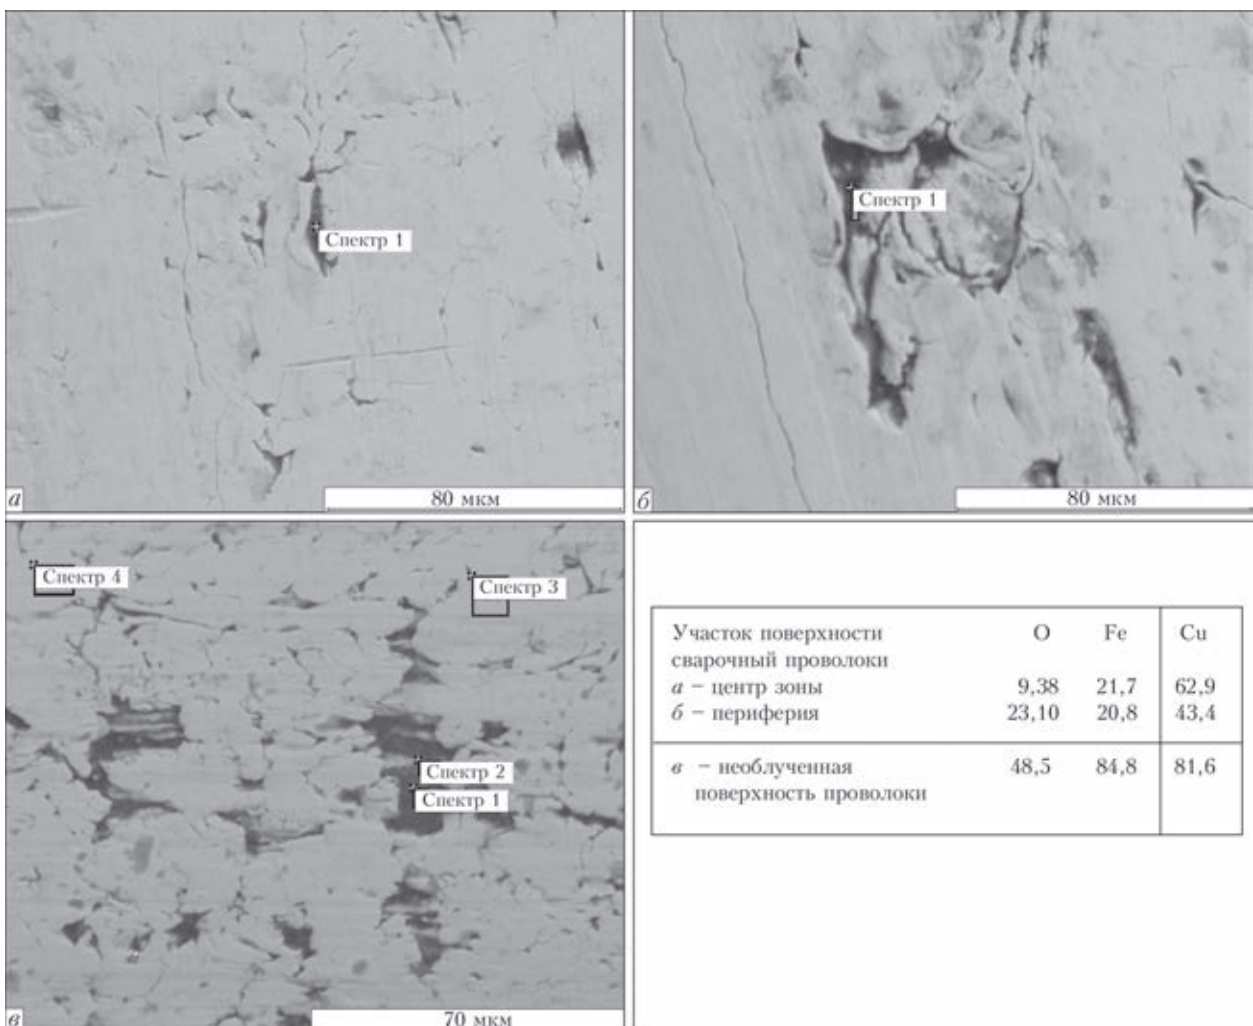 Спектр 1
а
80 мкм
Спектр 1
б
80 мкм
Спектр 4
Спектр 3
Спектр 2
Спектр 1
в
70 мкм
Участок поверхности O Fe Cu
сварочный проволоки
а – центр зоны 9,38 21,7 62,9
б – периферия 23,10 20,8 43,4
в – необлученная 48,5 84,8 81,6
поверхность проволоки